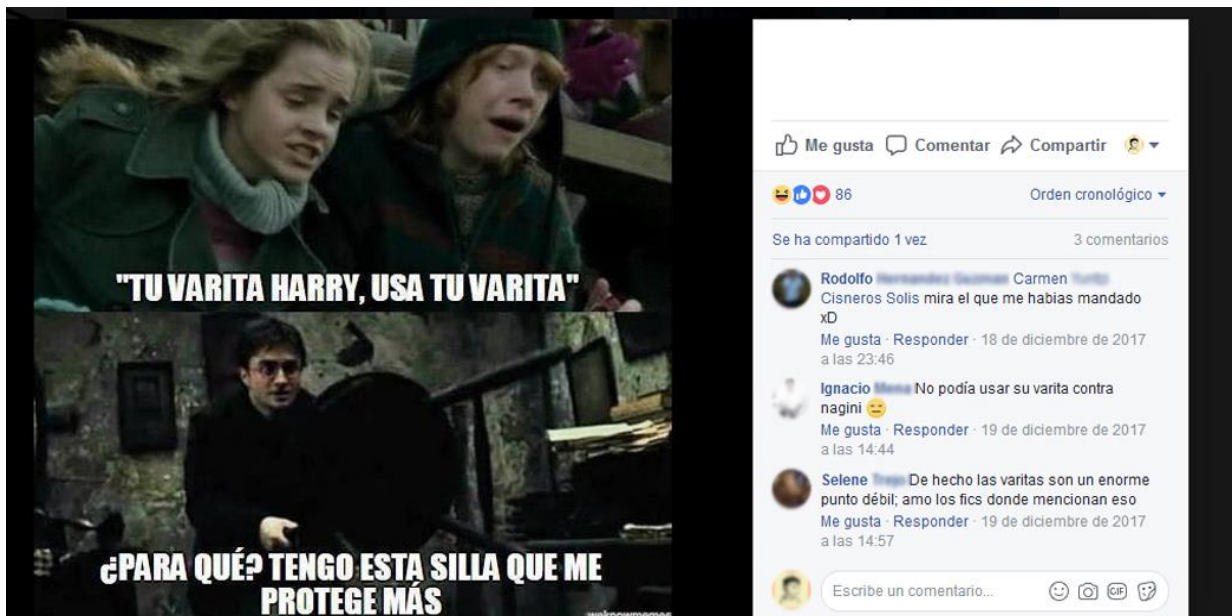 "TU VARITA HARRY, USA TU VARITA"
¿PARA QUÉ? TENGO ESTA SILLA QUE ME
PROTEGE MÁS
weknowmemes
Me gusta Comentar Compartir
86 Orden cronológico
Se ha compartido 1 vez 3 comentarios
Rodolfo Carmen
Cisneros Solis mira el que me habias mandado
xD
Me gusta · Responder · 18 de diciembre de 2017
a las 23:46
Ignacio No podía usar su varita contra
nagini
Me gusta · Responder · 19 de diciembre de 2017
a las 14:44
Selene De hecho las varitas son un enorme
punto débil; amo los fics donde mencionan eso
Me gusta · Responder · 19 de diciembre de 2017
a las 14:57
Escribe un comentario...
GIF